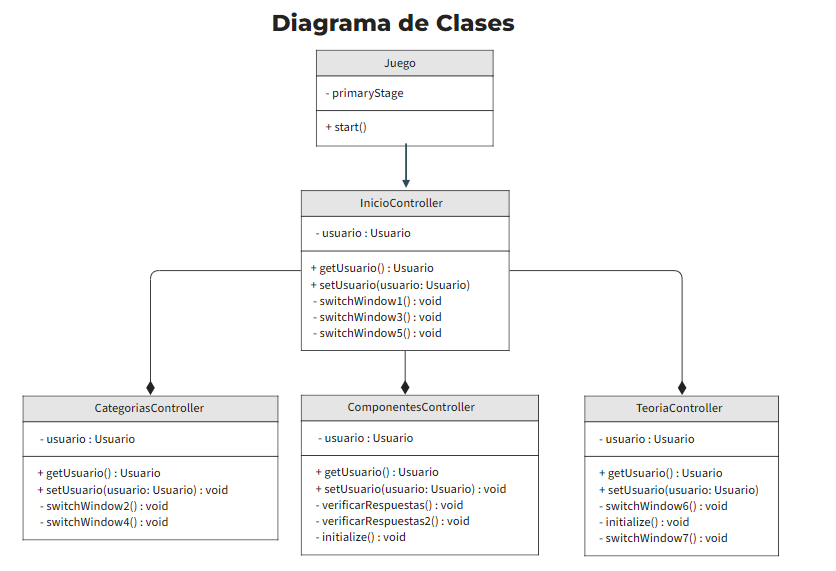 Diagrama de Clases
Juego
- primaryStage
+ start()
InicioController
- usuario : Usuario
+ getUsuario() : Usuario
+ setUsuario(usuario: Usuario)
- switchWindow1() : void
- switchWindow3() : void
- switchWindow5() : void
CategoriasController
- usuario : Usuario
+ getUsuario() : Usuario
+ setUsuario(usuario: Usuario) : void
- switchWindow2() : void
- switchWindow4() : void
ComponentesController
- usuario : Usuario
+ getUsuario() : Usuario
+ setUsuario(usuario: Usuario) : void
- verificarRespuestas() : void
- verificarRespuestas2() : void
- initialize() : void
TeoriaController
- usuario : Usuario
+ getUsuario() : Usuario
+ setUsuario(usuario: Usuario)
- switchWindow6() : void
- initialize() : void
- switchWindow7() : void